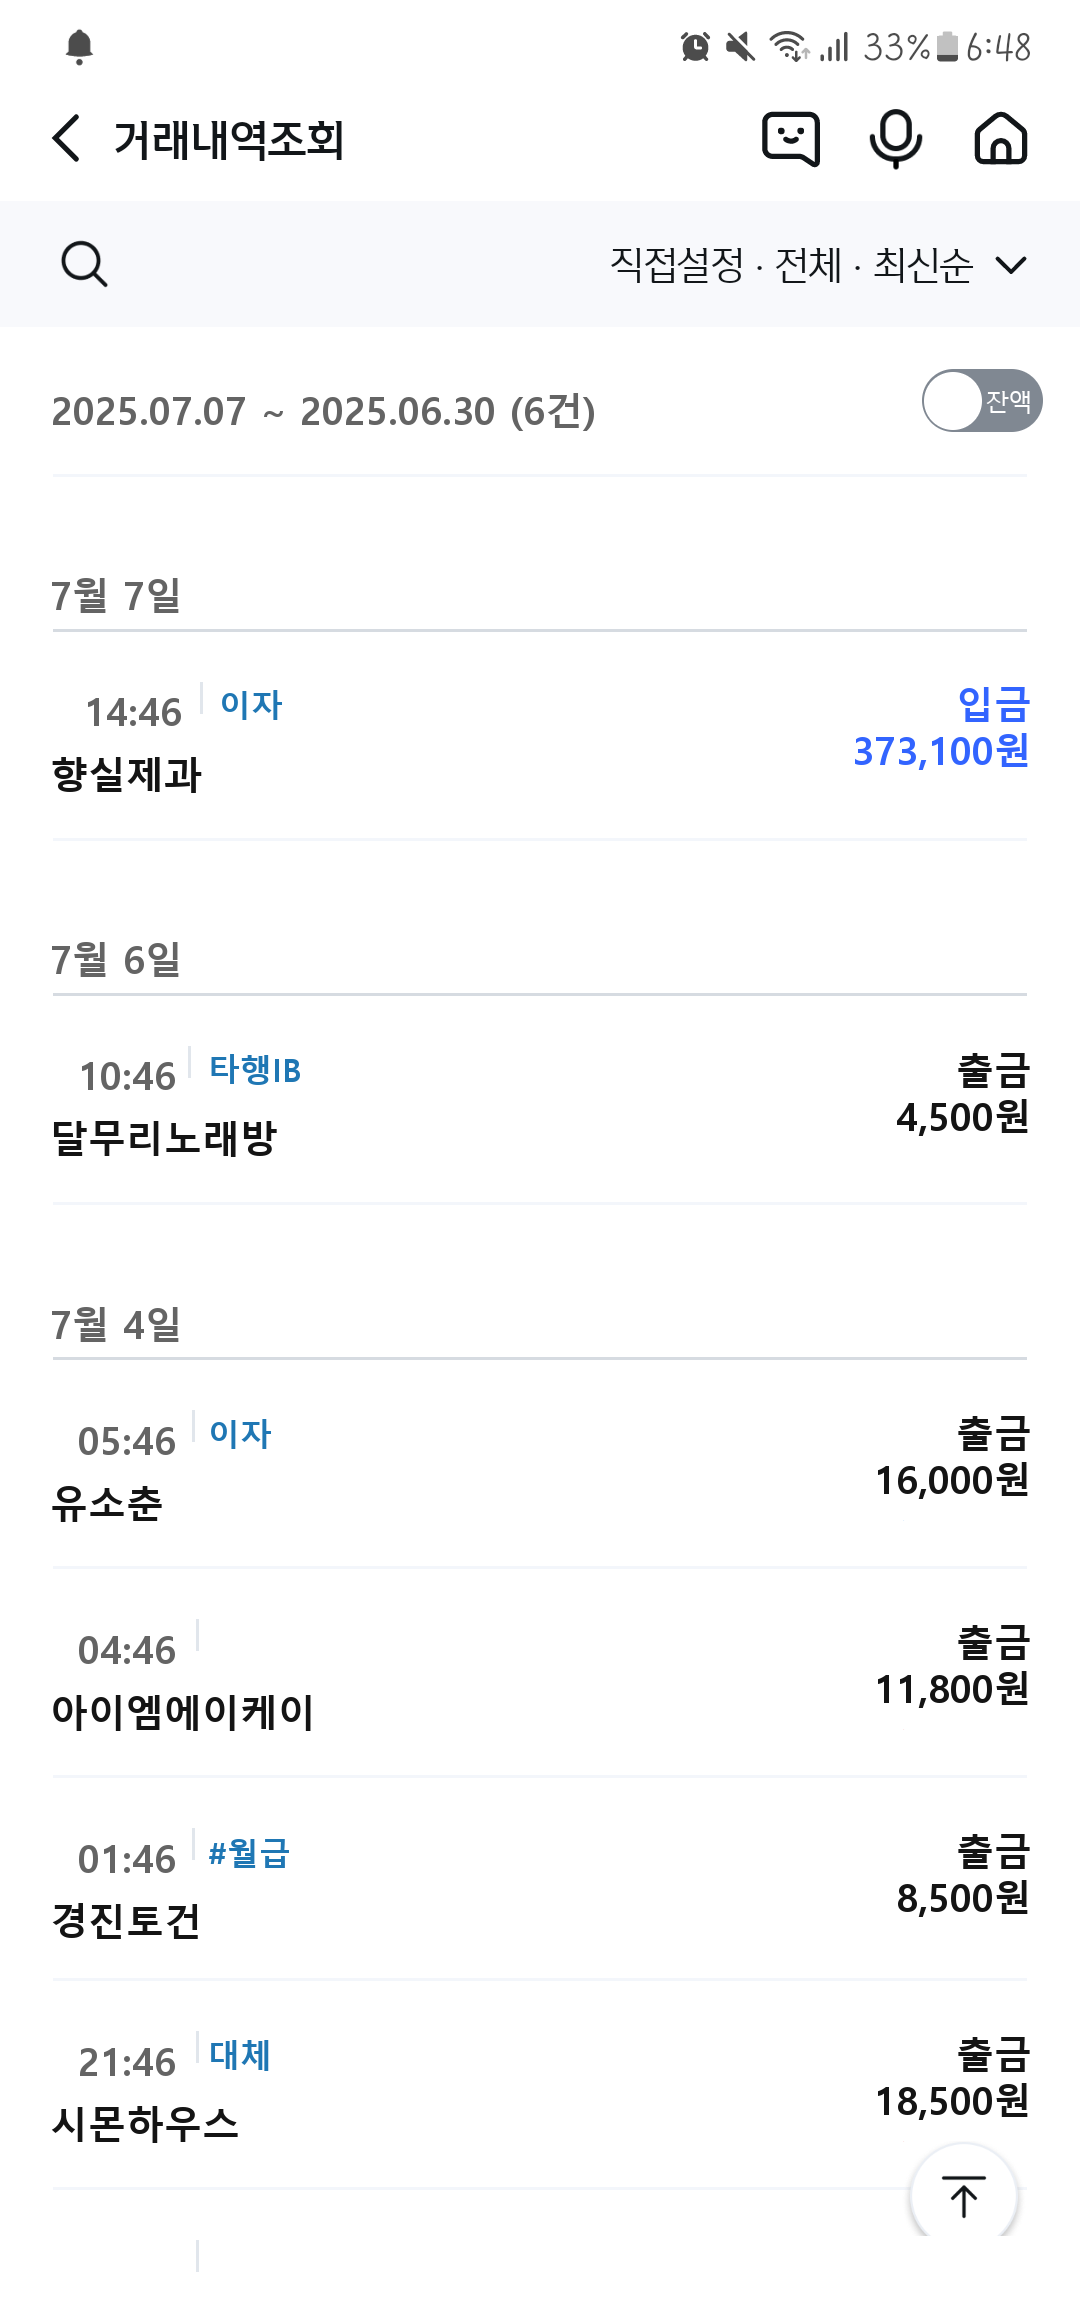 33% 6:48
거래내역조회
직접설정 · 전체 · 최신순
2025.07.07 ~ 2025.06.30 (6건)
잔액
7월 7일
14:46 이자
입금
373,100원
향실제과
7월 6일
10:46 타행IB
출금
4,500원
달무리노래방
7월 4일
05:46 이자
출금
16,000원
유소춘
04:46
출금
11,800원
아이엠에이케이
01:46 #월급
출금
8,500원
경진토건
21:46 대체
출금
18,500원
시몬하우스